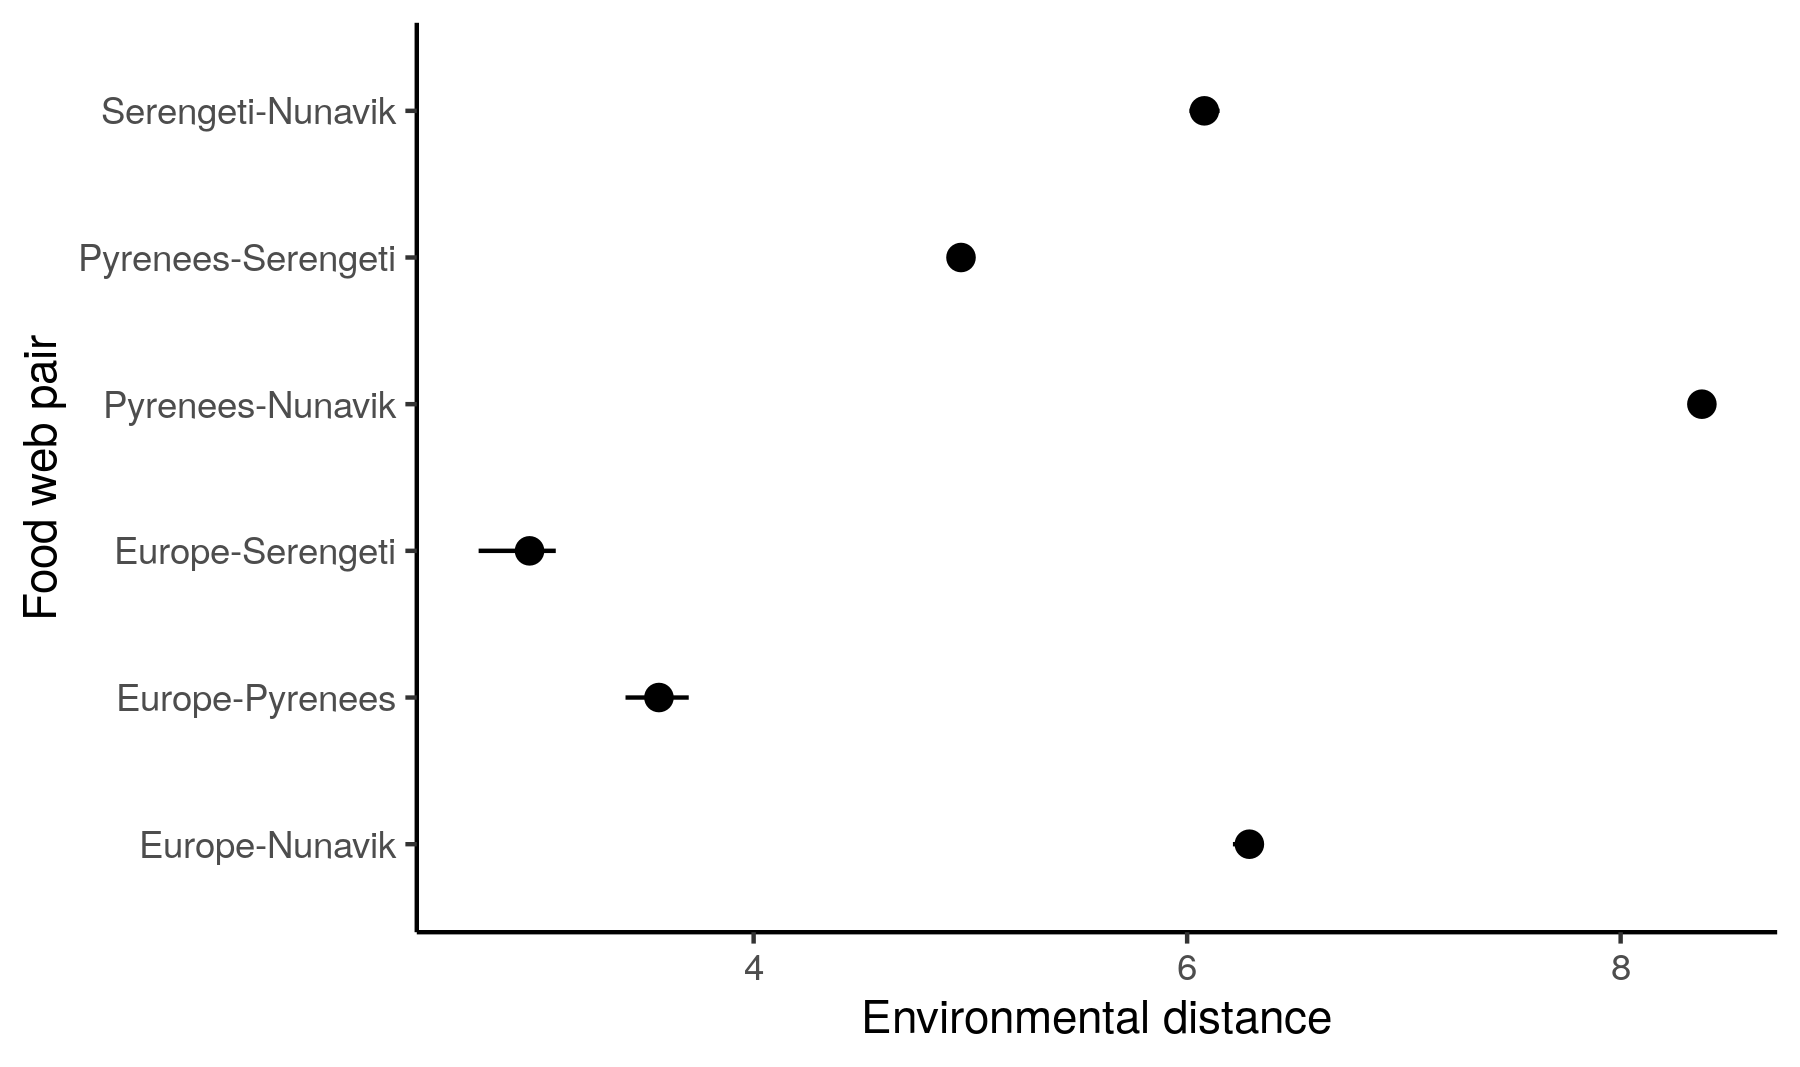 Food web pair
Serengeti-Nunavik
Pyrenees-Serengeti
Pyrenees-Nunavik
Europe-Serengeti
Europe-Pyrenees
Europe-Nunavik
4 6 8
Environmental distance